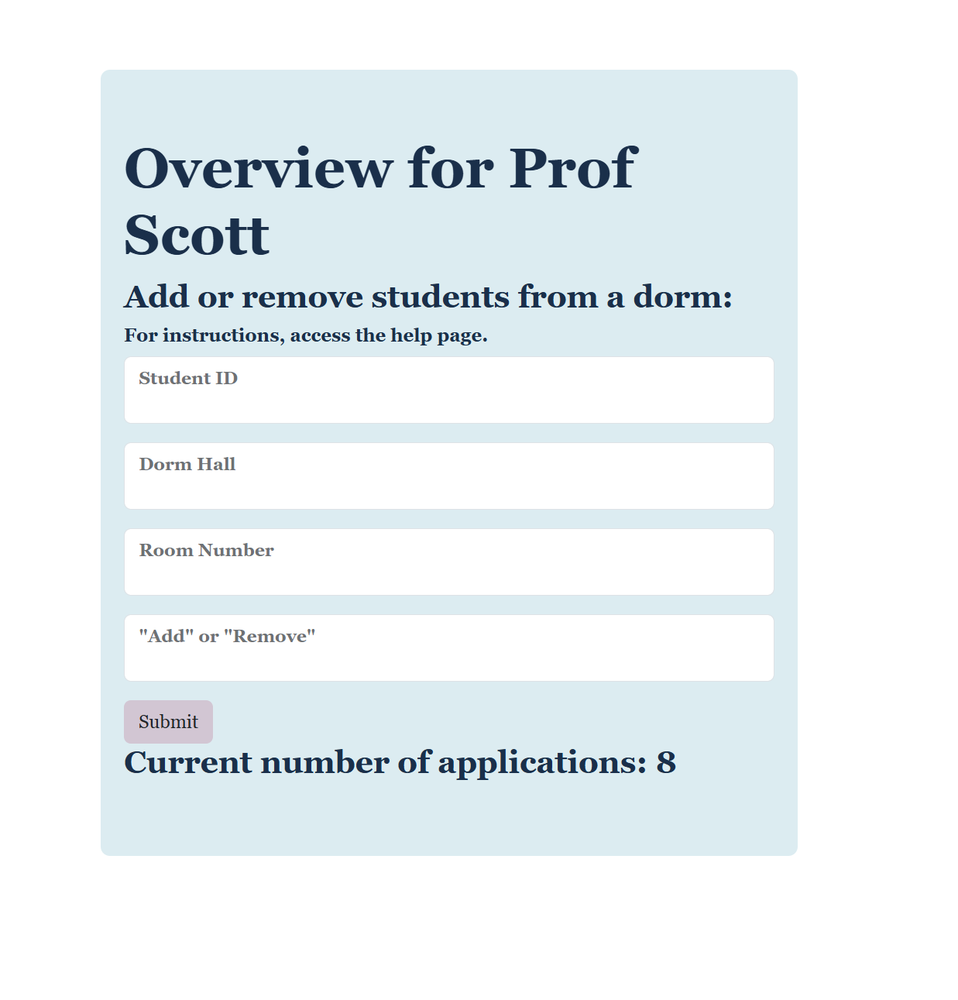 Overview for Prof
Scott
Add or remove students from a dorm:
For instructions, access the help page.
Student ID
Dorm Hall
Room Number
"Add" or "Remove"
Submit
Current number of applications: 8